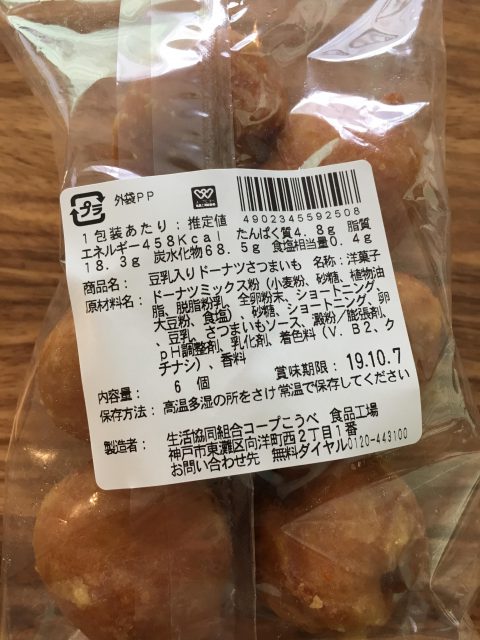 プラ 外袋PP
4902355592508
1包装あたり:推定値
エネルギー458Kcal たんぱく質4.8g 脂質
18.3g 炭水化物68.5g 食塩相当量0.4g
商品名: 豆乳入りドーナツさつまいも 名称:洋菓子
原材料名: ドーナツミックス粉(小麦粉、砂糖、植物油
脂、脱脂粉乳、全卵粉末、ショートニング、
大豆粉、食塩)、砂糖、ショートニング、卵
、豆乳、さつまいもソース、澱粉/膨張剤、
pH調整剤、乳化剤、着色料(V.B2、ク
チナシ)、香料
内容量: 6個 賞味期限: 19.10.7
保存方法: 高温多湿の所をさけ常温で保存してください
製造者: 生活協同組合コープこうべ 食品工場
神戸市東灘区向洋町西2丁目1番
お問い合わせ先 無料ダイヤル0120-443100